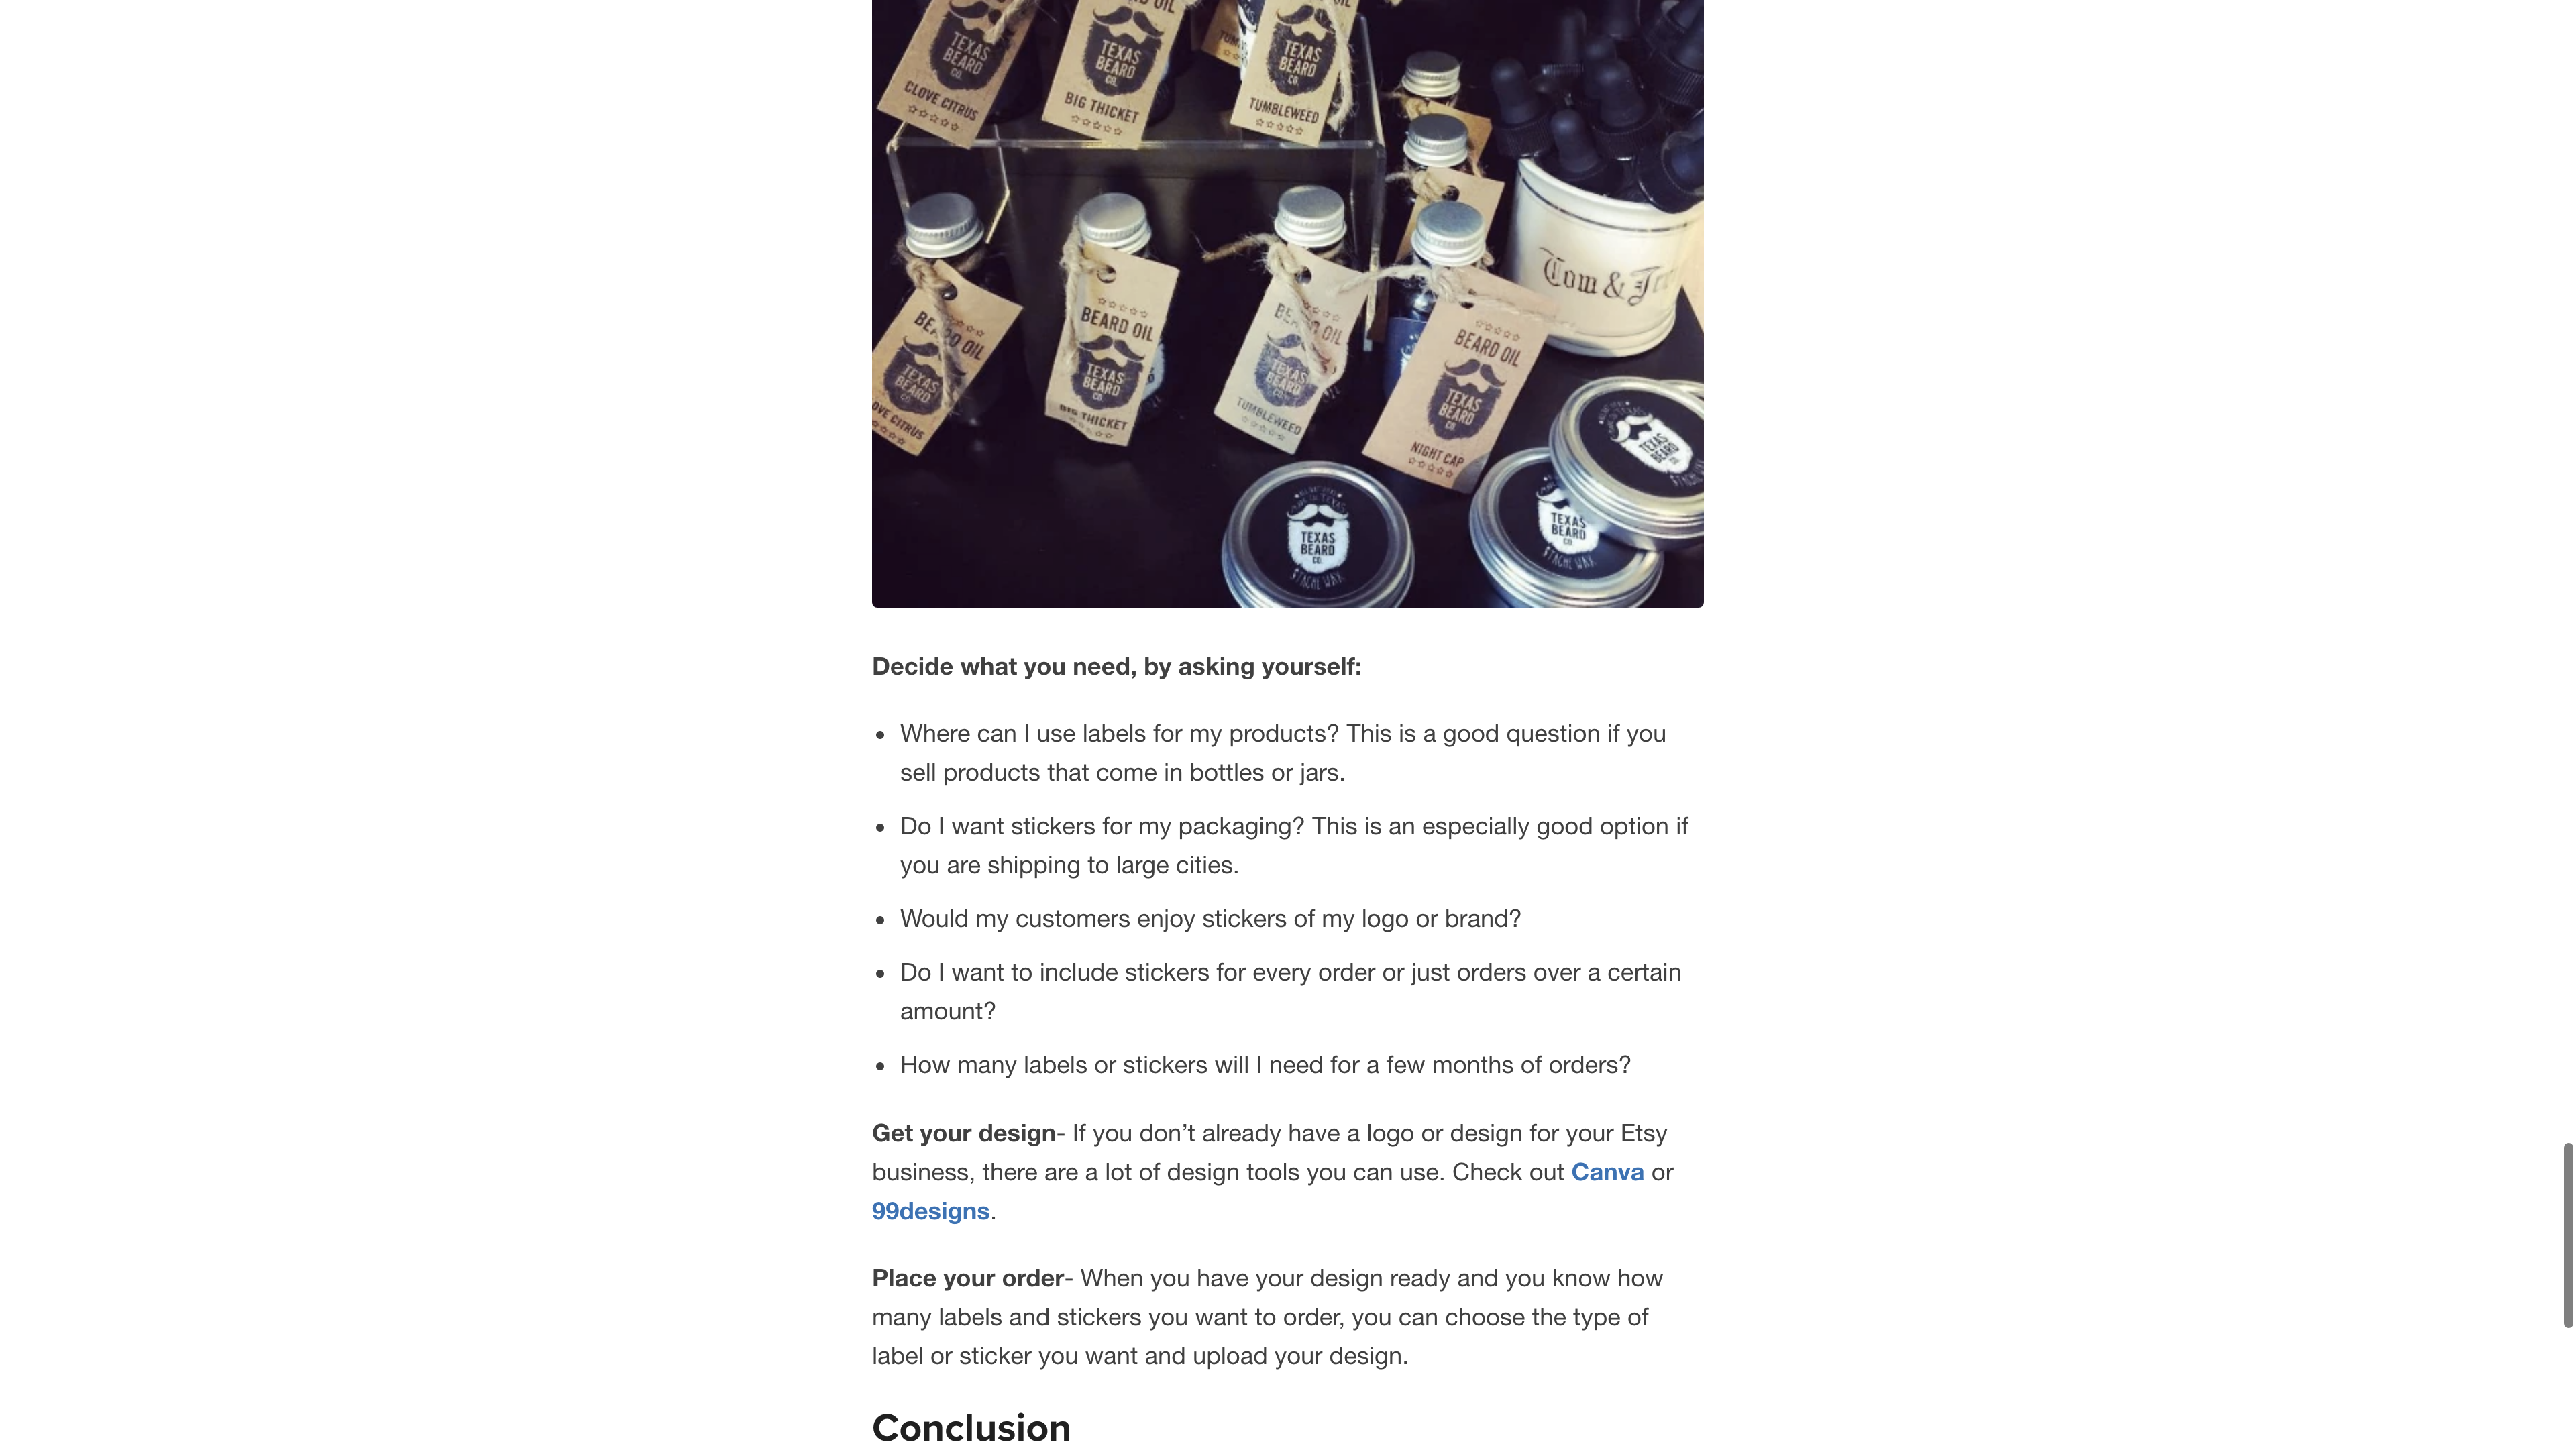 OIL
TEXAS
BEARD
CO.
CLOVE CITRUS
TEXAS
BEARD
CO.
BIG THICKET
TEXAS
BEARD
CO.
TUMBLEWEED
Tom &
BEARD OIL
TEXAS
BEARD
CO.
CITRUS
BEARD OIL
TEXAS
BEARD
CO.
BIG THICKET
OIL
TEXAS
BEARD
CO.
TUMBLEWEED
BEARD OIL
TEXAS
BEARD
CO.
NIGHT CAP
TEXAS
BEARD
CO.
STACHE WAX
TEXAS
BEARD
CO.
STACHE WAX
TEXAS
BEARD
Decide what you need, by asking yourself:
• Where can I use labels for my products? This is a good question if you
sell products that come in bottles or jars.
• Do I want stickers for my packaging? This is an especially good option if
you are shipping to large cities.
• Would my customers enjoy stickers of my logo or brand?
• Do I want to include stickers for every order or just orders over a certain
amount?
• How many labels or stickers will I need for a few months of orders?
Get your design- If you don’t already have a logo or design for your Etsy
business, there are a lot of design tools you can use. Check out Canva or
99designs.
Place your order- When you have your design ready and you know how
many labels and stickers you want to order, you can choose the type of
label or sticker you want and upload your design.
Conclusion